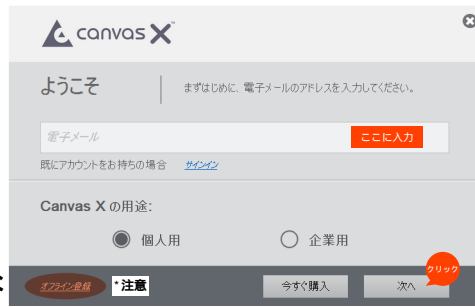 canvas X™
ようこそ
まずはじめに、電子メールのアドレスを入力してください。
電子メール
ここに入力
既にアカウントをお持ちの場合 サインイン
Canvas X の用途:
個人用 企業用
クリック
オフライン登録 *注意 今すぐ購入 次へ